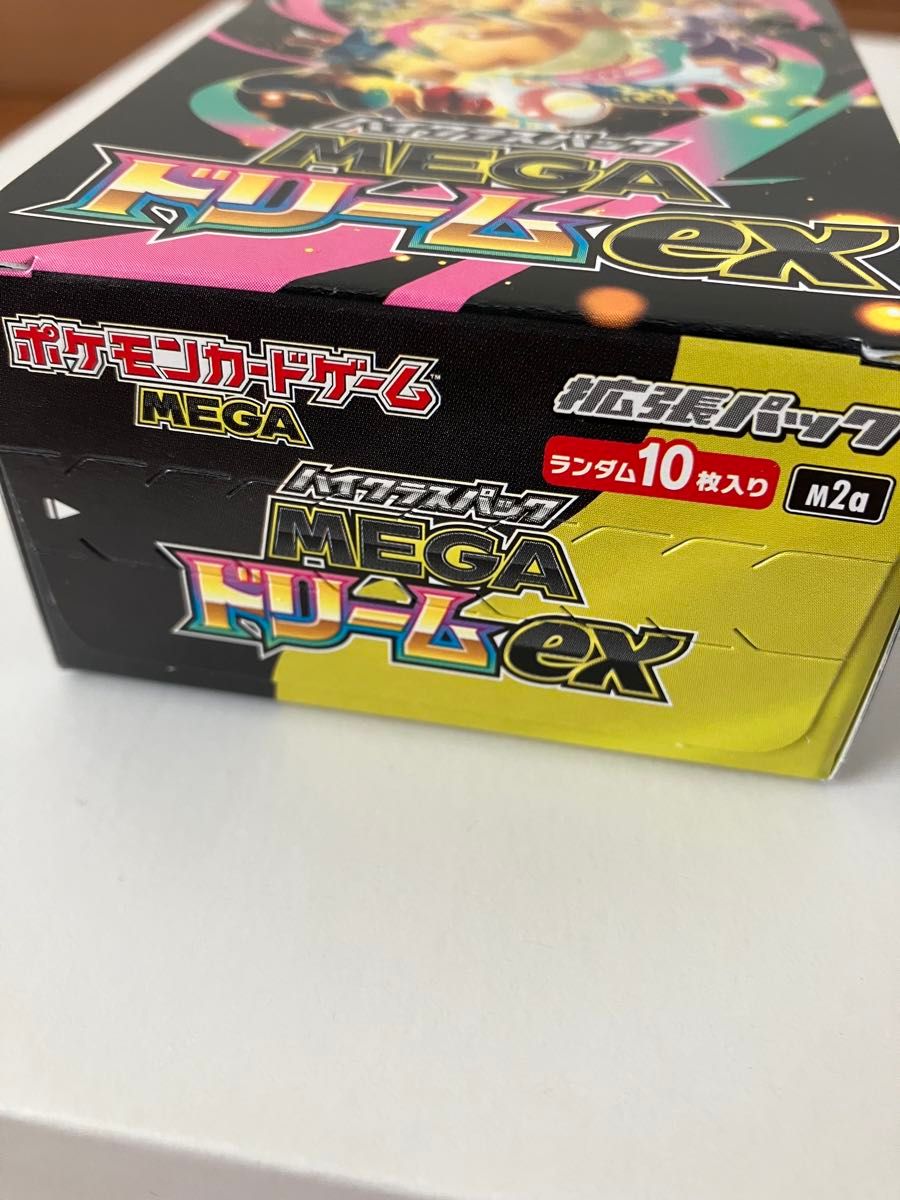 ハイクラスパック
MEGA
ドリームex
ポケモンカードゲーム™
MEGA
拡張パック
ランダム10枚入り
M2a
ハイクラスパック
MEGA
ドリームex